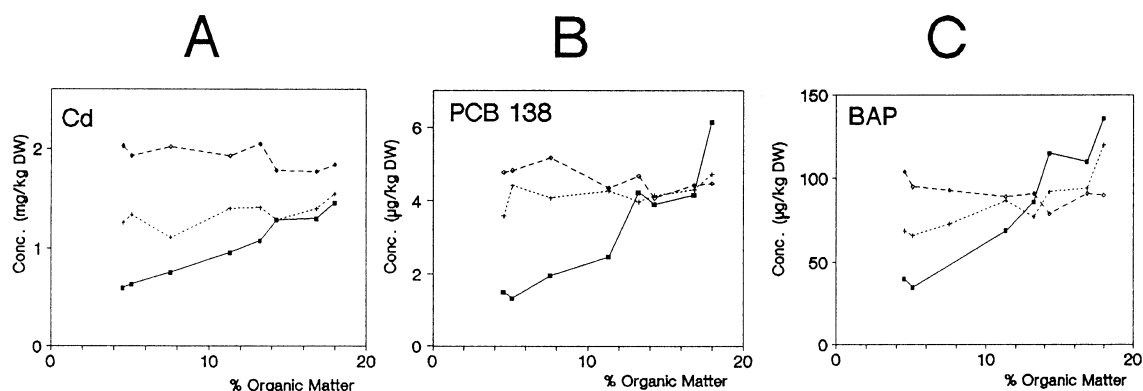 A
B
C
Cd
Conc. (mg/kg DW)
2
1
0
0
10
20
% Organic Matter
PCB 138
Conc. (µg/kg DW)
6
4
2
0
0
10
20
% Organic Matter
BAP
Conc. (µg/kg DW)
150
100
50
0
0
10
20
% Organic Matter